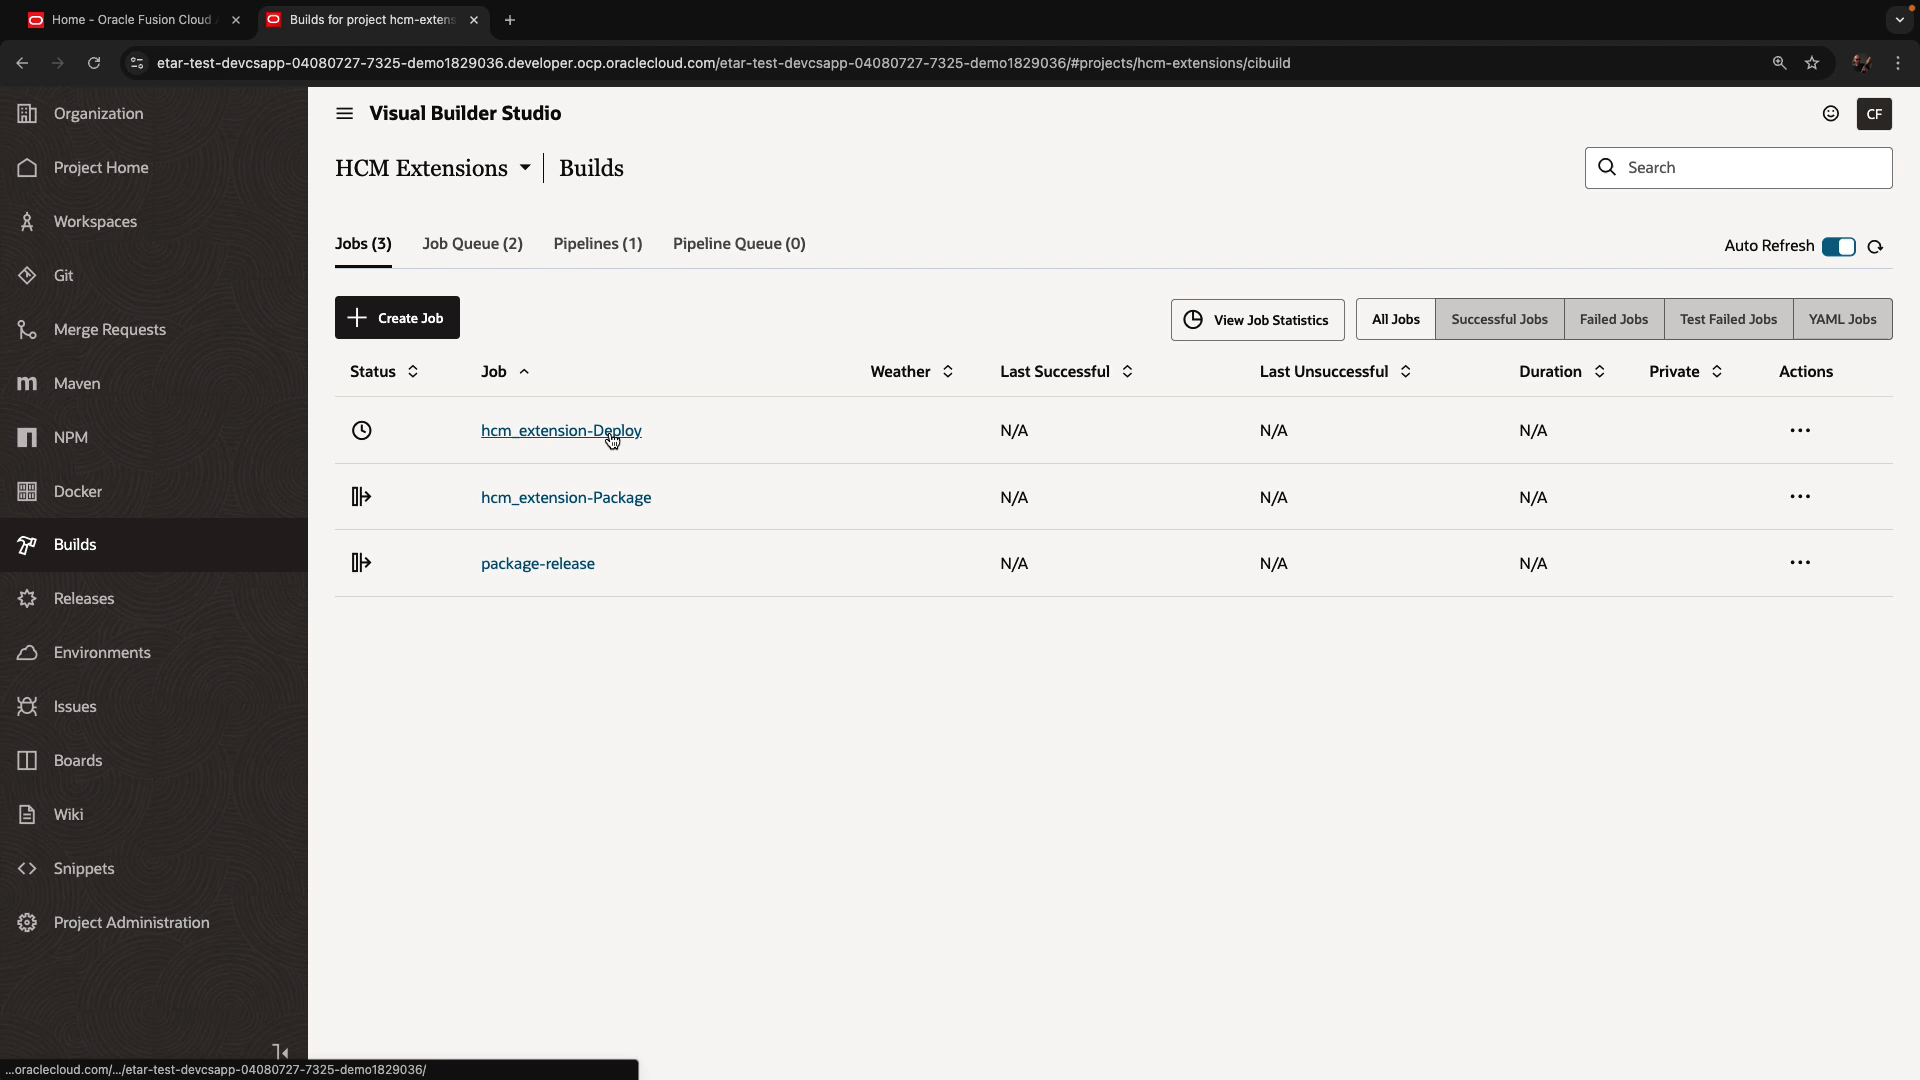 Home - Oracle Fusion Cloud
Builds for project hcm-extens
etar-test-devcsapp-04080727-7325-demo1829036.developer.ocp.oraclecloud.com/etar-test-devcsapp-04080727-7325-demo1829036/#projects/hcm-extensions/cibuild
Organization
Project Home
Workspaces
Git
Merge Requests
Maven
NPM
Docker
Builds
Releases
Environments
Issues
Boards
Wiki
Snippets
Project Administration
Visual Builder Studio
CF
HCM Extensions
Builds
Search
Jobs (3)
Job Queue (2)
Pipelines (1)
Pipeline Queue (0)
Auto Refresh
Create Job
View Job Statistics
All Jobs
Successful Jobs
Failed Jobs
Test Failed Jobs
YAML Jobs
Status Job Weather Last Successful Last Unsuccessful Duration Private Actions
hcm_extension-Deploy N/A N/A N/A
hcm_extension-Package N/A N/A N/A
package-release N/A N/A N/A
...oraclecloud.com/.../etar-test-devcsapp-04080727-7325-demo1829036/